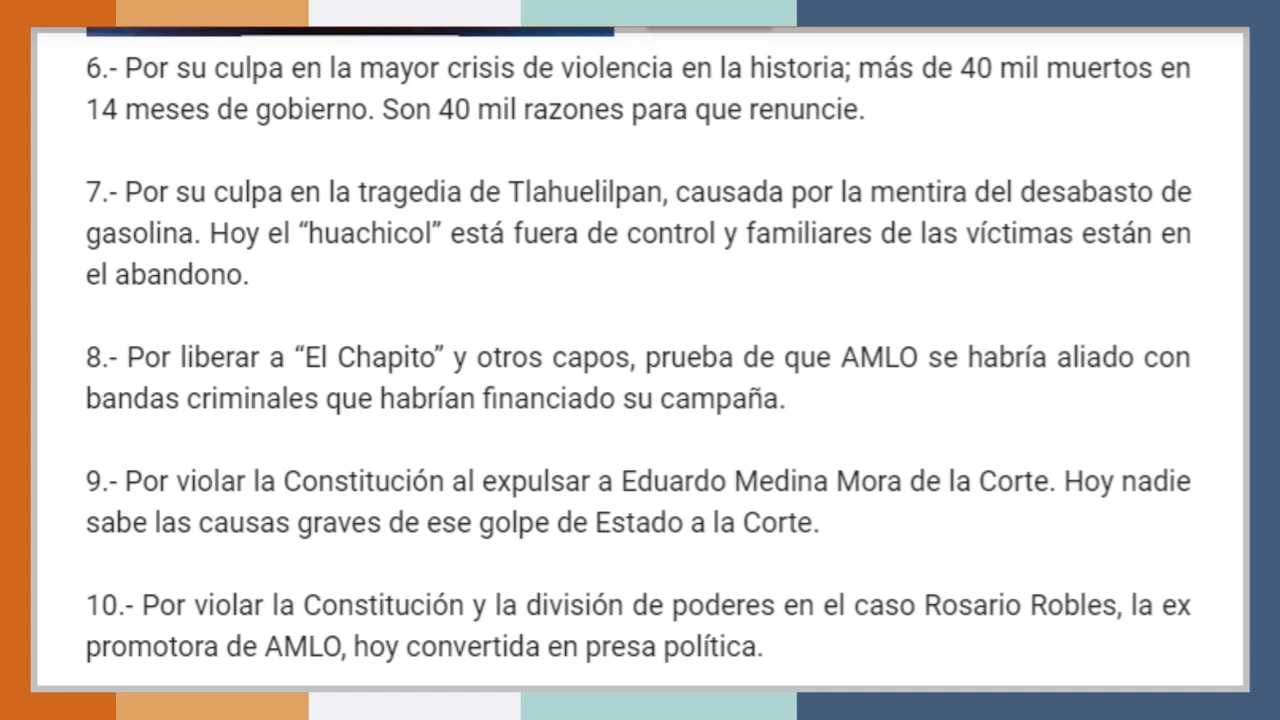 6.- Por su culpa en la mayor crisis de violencia en la historia; más de 40 mil muertos en
14 meses de gobierno. Son 40 mil razones para que renuncie.
7.- Por su culpa en la tragedia de Tlahuelilpan, causada por la mentira del desabasto de
gasolina. Hoy el “huachicol” está fuera de control y familiares de las víctimas están en
el abandono.
8.- Por liberar a “El Chapito” y otros capos, prueba de que AMLO se habría aliado con
bandas criminales que habrían financiado su campaña.
9.- Por violar la Constitución al expulsar a Eduardo Medina Mora de la Corte. Hoy nadie
sabe las causas graves de ese golpe de Estado a la Corte.
10.- Por violar la Constitución y la división de poderes en el caso Rosario Robles, la ex
promotora de AMLO, hoy convertida en presa política.